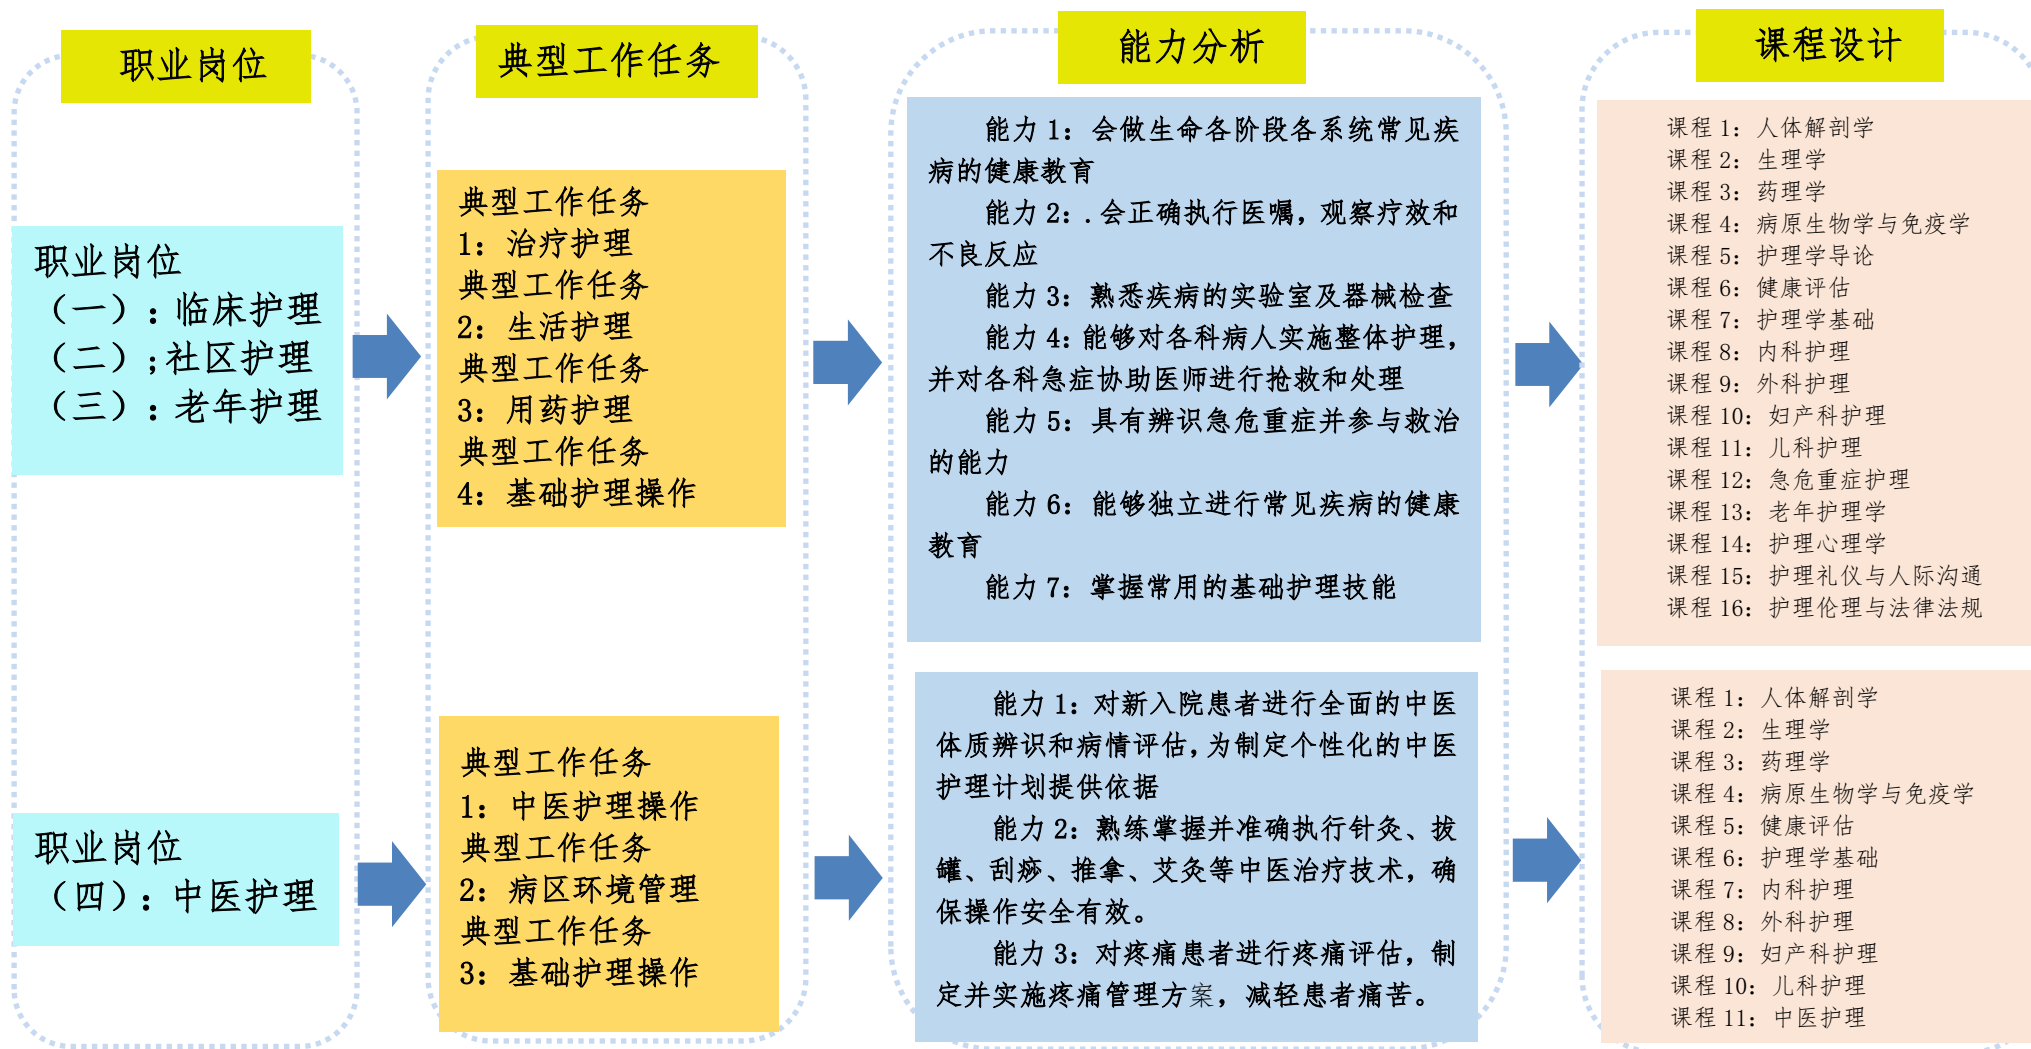 职业岗位
典型工作任务
能力分析
课程设计
职业岗位
（一）：临床护理
（二）;社区护理
（三）：老年护理
典型工作任务
1：治疗护理
典型工作任务
2：生活护理
典型工作任务
3：用药护理
典型工作任务
4：基础护理操作
能力 1：会做生命各阶段各系统常见疾
病的健康教育
能力 2：.会正确执行医嘱，观察疗效和
不良反应
能力 3：熟悉疾病的实验室及器械检查
能力 4：能够对各科病人实施整体护理，
并对各科急症协助医师进行抢救和处理
能力 5：具有辨识急危重症并参与救治
的能力
能力 6：能够独立进行常见疾病的健康
教育
能力 7：掌握常用的基础护理技能
课程 1：人体解剖学
课程 2：生理学
课程 3：药理学
课程 4：病原生物学与免疫学
课程 5：护理学导论
课程 6：健康评估
课程 7：护理学基础
课程 8：内科护理
课程 9：外科护理
课程 10：妇产科护理
课程 11：儿科护理
课程 12：急危重症护理
课程 13：老年护理学
课程 14：护理心理学
课程 15：护理礼仪与人际沟通
课程 16：护理伦理与法律法规
职业岗位
（四）：中医护理
典型工作任务
1：中医护理操作
典型工作任务
2：病区环境管理
典型工作任务
3：基础护理操作
能力 1：对新入院患者进行全面的中医
体质辨识和病情评估，为制定个性化的中医
护理计划提供依据
能力 2：熟练掌握并准确执行针灸、拔
罐、刮痧、推拿、艾灸等中医治疗技术，确
保操作安全有效。
能力 3：对疼痛患者进行疼痛评估，制
定并实施疼痛管理方案，减轻患者痛苦。
课程 1：人体解剖学
课程 2：生理学
课程 3：药理学
课程 4：病原生物学与免疫学
课程 5：健康评估
课程 6：护理学基础
课程 7：内科护理
课程 8：外科护理
课程 9：妇产科护理
课程 10：儿科护理
课程 11：中医护理